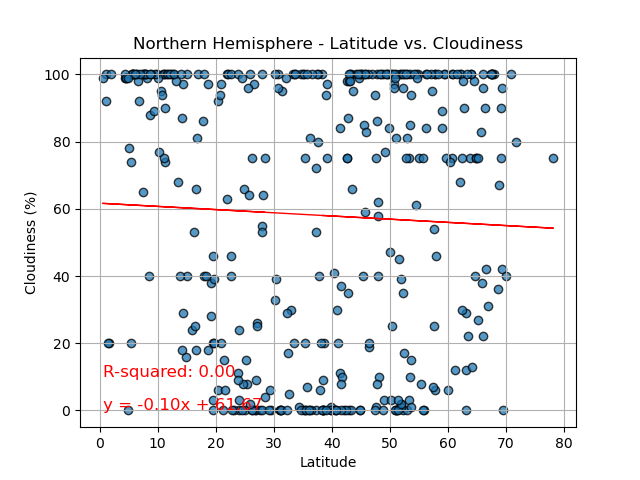 Northern Hemisphere - Latitude vs. Cloudiness
Cloudiness (%)
100
80
60
40
20
0
R-squared: 0.00
y = -0.10x + 61.67
0 10 20 30 40 50 60 70 80
Latitude